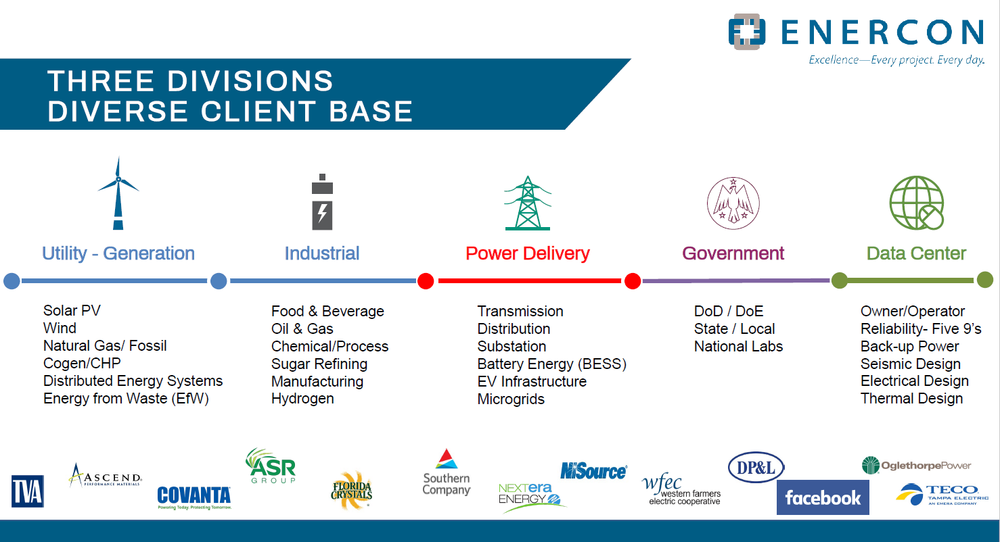 ENERCON
Excellence—Every project. Every day.
THREE DIVISIONS
DIVERSE CLIENT BASE
Utility - Generation
Solar PV
Wind
Natural Gas/ Fossil
Cogen/CHP
Distributed Energy Systems
Energy from Waste (EfW)
Industrial
Food & Beverage
Oil & Gas
Chemical/Process
Sugar Refining
Manufacturing
Hydrogen
Power Delivery
Transmission
Distribution
Substation
Battery Energy (BESS)
EV Infrastructure
Microgrids
Government
DoD / DoE
State / Local
National Labs
Data Center
Owner/Operator
Reliability- Five 9's
Back-up Power
Seismic Design
Electrical Design
Thermal Design
TVA
ASCEND
PERFORMANCE MATERIALS
COVANTA
Powering Today. Protecting Tomorrow.
ASR
GROUP
FLORIDA
CRYSTALS
Southern
Company
NEXTera
ENERGY
NiSource
wfec
western farmers
electric cooperative
DP&L
facebook
OglethorpePower
TECO
TAMPA ELECTRIC
AN EMERA COMPANY